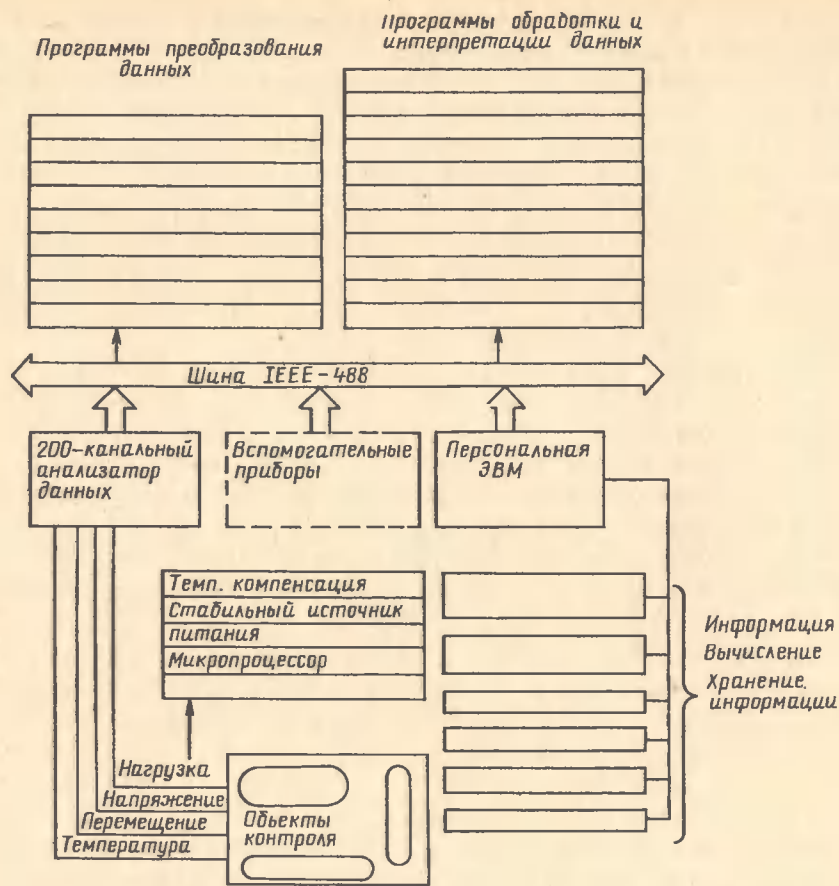 Программы преобразования
данных
Программы обработки и
интерпретации данных
Шина IEEE-488
200-канальный
анализатор
данных
Вспомогательные
приборы
Персональная
ЭВМ
Темп. компенсация
Стабильный источник
питания
Микропроцессор
Информация
Вычисление
Хранение.
информации
Нагрузка
Напряжение
Перемещение
Температура
Объекты
контроля